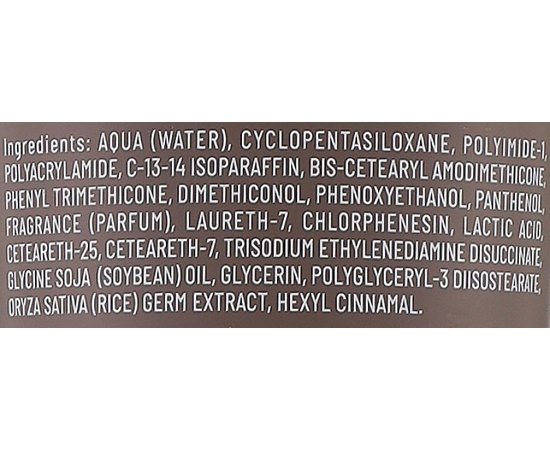 Ingredients: AQUA (WATER), CYCLOPENTASILOXANE, POLYIMIDE-1,
POLYACRYLAMIDE, C-13-14 ISOPARAFFIN, BIS-CETEARYL AMODIMETHICONE,
PHENYL TRIMETHICONE, DIMETHICONOL, PHENOXYETHANOL, PANTHENOL,
FRAGRANCE (PARFUM), LAURETH-7, CHLORPHENESIN, LACTIC ACID,
CETEARETH-25, CETEARETH-7, TRISODIUM ETHYLENEDIAMINE DISUCCINATE,
GLYCINE SOJA (SOYBEAN) OIL, GLYCERIN, POLYGLYCERYL-3 DIISOSTEARATE,
ORYZA SATIVA (RICE) GERM EXTRACT, HEXYL CINNAMAL.